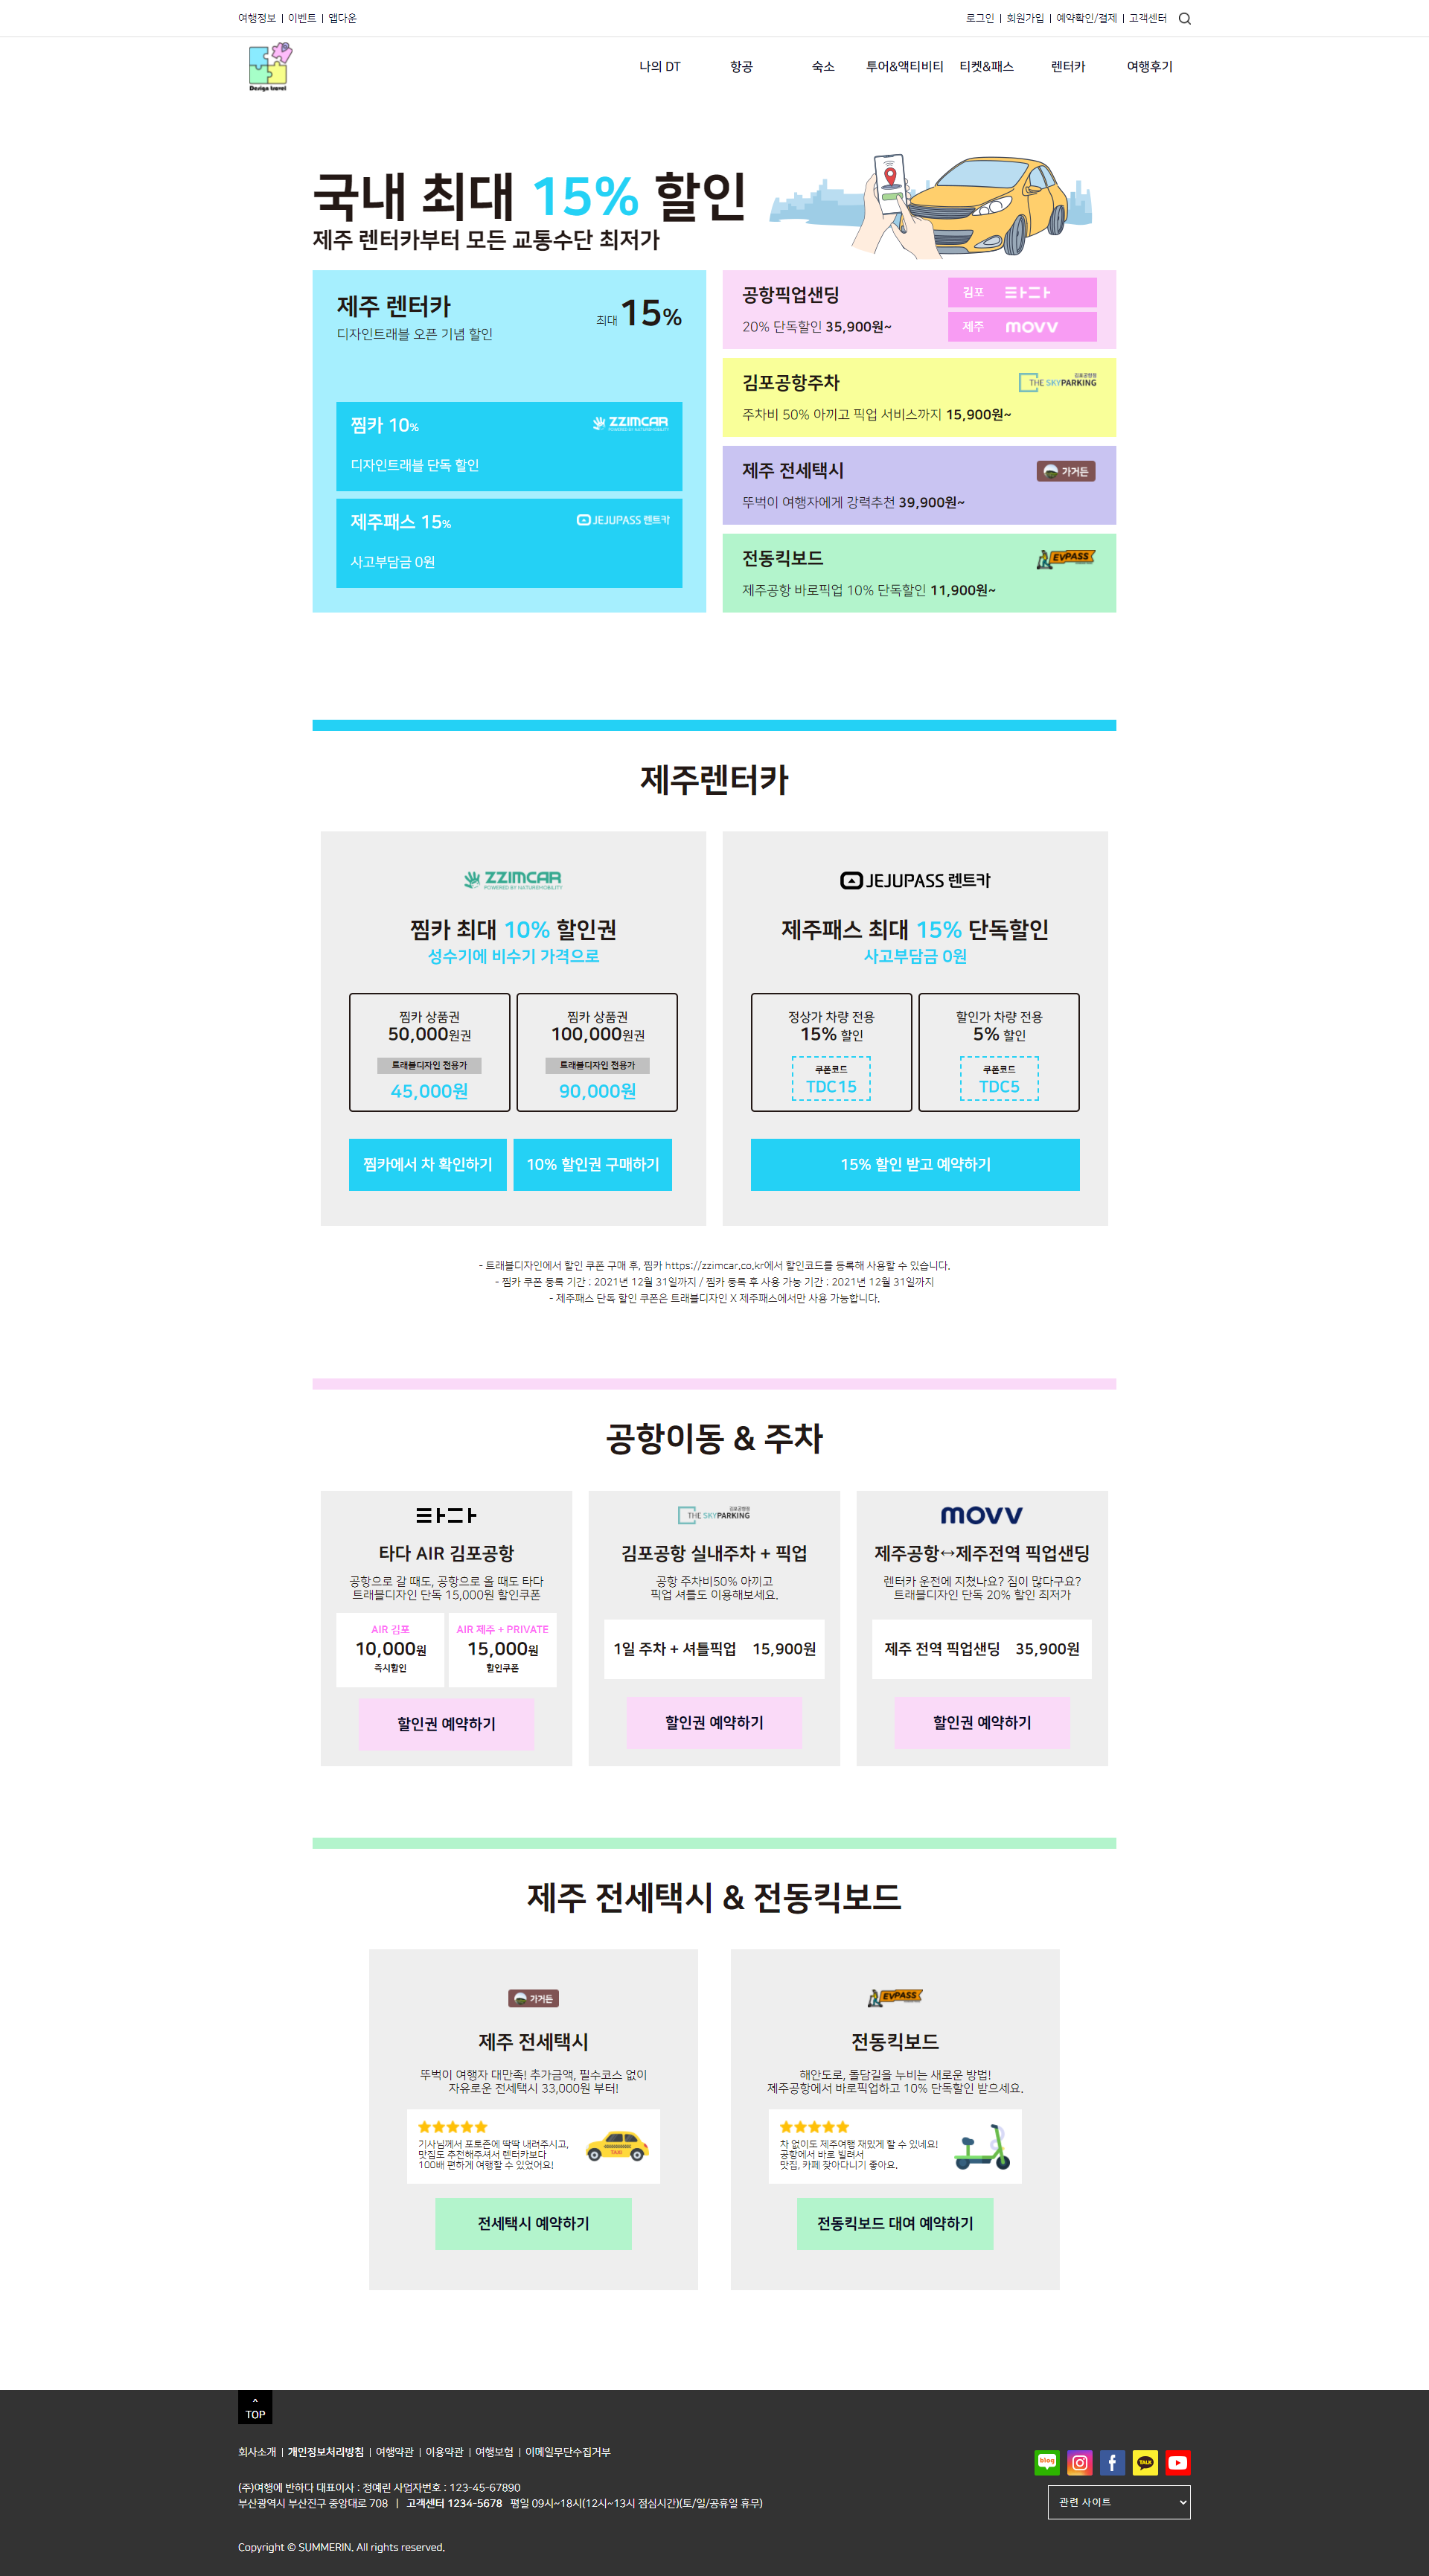 여행정보 | 이벤트 | 앱다운
로그인 | 회원가입 | 예약확인/결제 | 고객센터
Design travel
나의 DT 항공 숙소 투어&액티비티 티켓&패스 렌터카 여행후기
국내 최대 15% 할인
제주 렌터카부터 모든 교통수단 최저가
제주 렌터카
디자인트래블 오픈 기념 할인
최대 15%
찜카 10%
ZZIMCAR
POWERED BY NATUREMOBILITY
디자인트래블 단독 할인
제주패스 15%
JEJUPASS 렌트카
사고부담금 0원
공항픽업샌딩
20% 단독할인 35,900원~
김포 타다
제주 movv
김포공항주차
김포공항점
THE SKYPARKING
주차비 50% 아끼고 픽업 서비스까지 15,900원~
제주 전세택시
가거든
뚜벅이 여행자에게 강력추천 39,900원~
전동킥보드
EVPASS
제주공항 바로픽업 10% 단독할인 11,900원~
제주렌터카
ZZIMCAR
POWERED BY NATUREMOBILITY
찜카 최대 10% 할인권
성수기에 비수기 가격으로
찜카 상품권
50,000원권
트래블디자인 전용가
45,000원
찜카 상품권
100,000원권
트래블디자인 전용가
90,000원
찜카에서 차 확인하기
10% 할인권 구매하기
JEJUPASS 렌트카
제주패스 최대 15% 단독할인
사고부담금 0원
정상가 차량 전용
15% 할인
쿠폰코드
TDC15
할인가 차량 전용
5% 할인
쿠폰코드
TDC5
15% 할인 받고 예약하기
- 트래블디자인에서 할인 쿠폰 구매 후, 찜카 https://zzimcar.co.kr에서 할인코드를 등록해 사용할 수 있습니다.
- 찜카 쿠폰 등록 기간 : 2021년 12월 31일까지 / 찜카 등록 후 사용 가능 기간 : 2021년 12월 31일까지
- 제주패스 단독 할인 쿠폰은 트래블디자인 X 제주패스에서만 사용 가능합니다.
공항이동 & 주차
타다
타다 AIR 김포공항
공항으로 갈 때도, 공항으로 올 때도 타다
트래블디자인 단독 15,000원 할인쿠폰
AIR 김포
10,000원
즉시할인
AIR 제주 + PRIVATE
15,000원
할인쿠폰
할인권 예약하기
김포공항점
THE SKYPARKING
김포공항 실내주차 + 픽업
공항 주차비50% 아끼고
픽업 셔틀도 이용해보세요.
1일 주차 + 셔틀픽업 15,900원
할인권 예약하기
movv
제주공항↔제주전역 픽업샌딩
렌터카 운전에 지쳤나요? 짐이 많다구요?
트래블디자인 단독 20% 할인 최저가
제주 전역 픽업샌딩 35,900원
할인권 예약하기
제주 전세택시 & 전동킥보드
가거든
제주 전세택시
뚜벅이 여행자 대만족! 추가금액, 필수코스 없이
자유로운 전세택시 33,000원 부터!
기사님께서 포토존에 딱딱 내려주시고,
맛집도 추천해주셔서 렌터카보다
100배 편하게 여행할 수 있었어요!
TAXI
전세택시 예약하기
EVPASS
전동킥보드
해안도로, 돌담길을 누비는 새로운 방법!
제주공항에서 바로픽업하고 10% 단독할인 받으세요.
차 없이도 제주여행 재밌게 할 수 있네요!
공항에서 바로 빌려서
맛집, 카페 찾아다니기 좋아요.
전동킥보드 대여 예약하기
^
TOP
회사소개 | 개인정보처리방침 | 여행약관 | 이용약관 | 여행보험 | 이메일무단수집거부
blog
TALK
(주)여행에 반하다 대표이사 : 정예린 사업자번호 : 123-45-67890
부산광역시 부산진구 중앙대로 708 | 고객센터 1234-5678 평일 09시~18시(12시~13시 점심시간)(토/일/공휴일 휴무)
관련 사이트
Copyright © SUMMERIN. All rights reserved.